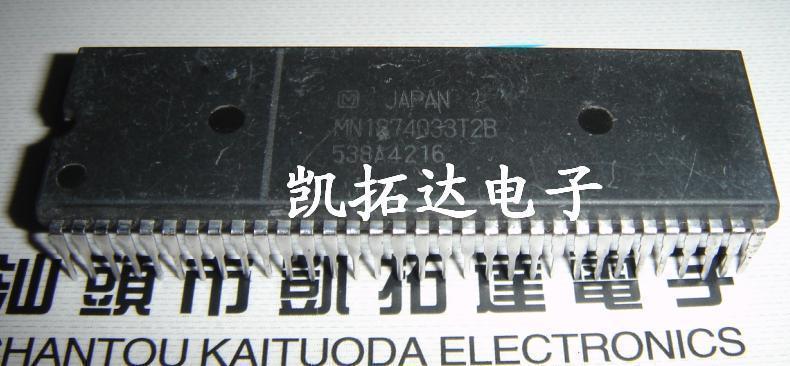 JAPAN
MN1874033T2B
538A4216
凯拓达电子
汕頭市凱拓達電子
SHANTOU KAITUODA ELECTRONICS